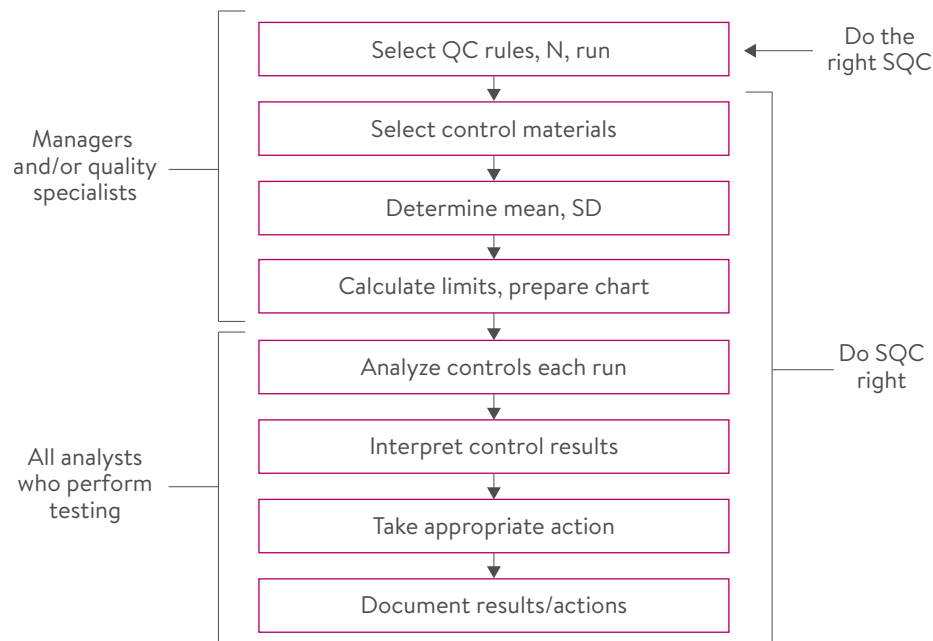 Select QC rules, N, run
Do the
right SQC
Select control materials
Managers
and/or quality
specialists
Determine mean, SD
Calculate limits, prepare chart
Analyze controls each run
Do SQC
right
Interpret control results
All analysts
who perform
testing
Take appropriate action
Document results/actions